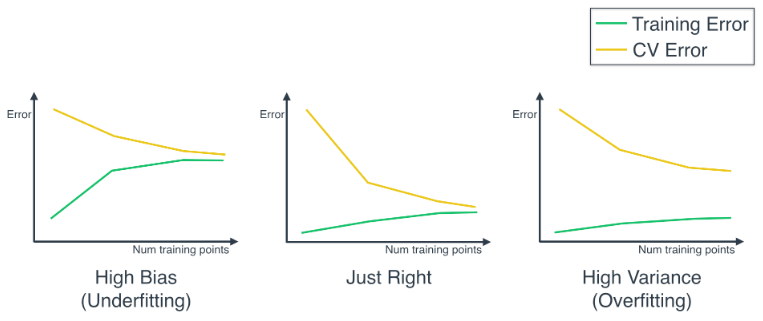 Training Error
CV Error
Error
Num training points
High Bias
(Underfitting)
Error
Num training points
Just Right
Error
Num training points
High Variance
(Overfitting)